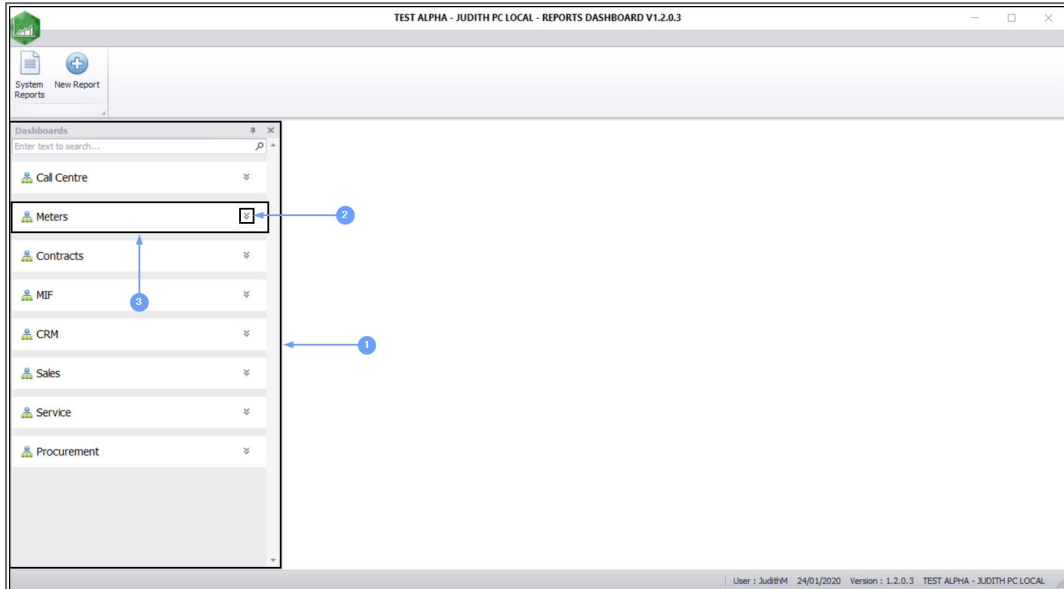 TEST ALPHA - JUDITH PC LOCAL - REPORTS DASHBOARD V1.2.0.3
System Reports
New Report
Dashboards
Enter text to search...
Call Centre
Meters
2
Contracts
MIF
3
CRM
1
Sales
Service
Procurement
User : JudithM 24/01/2020 Version : 1.2.0.3 TEST ALPHA - JUDITH PC LOCAL